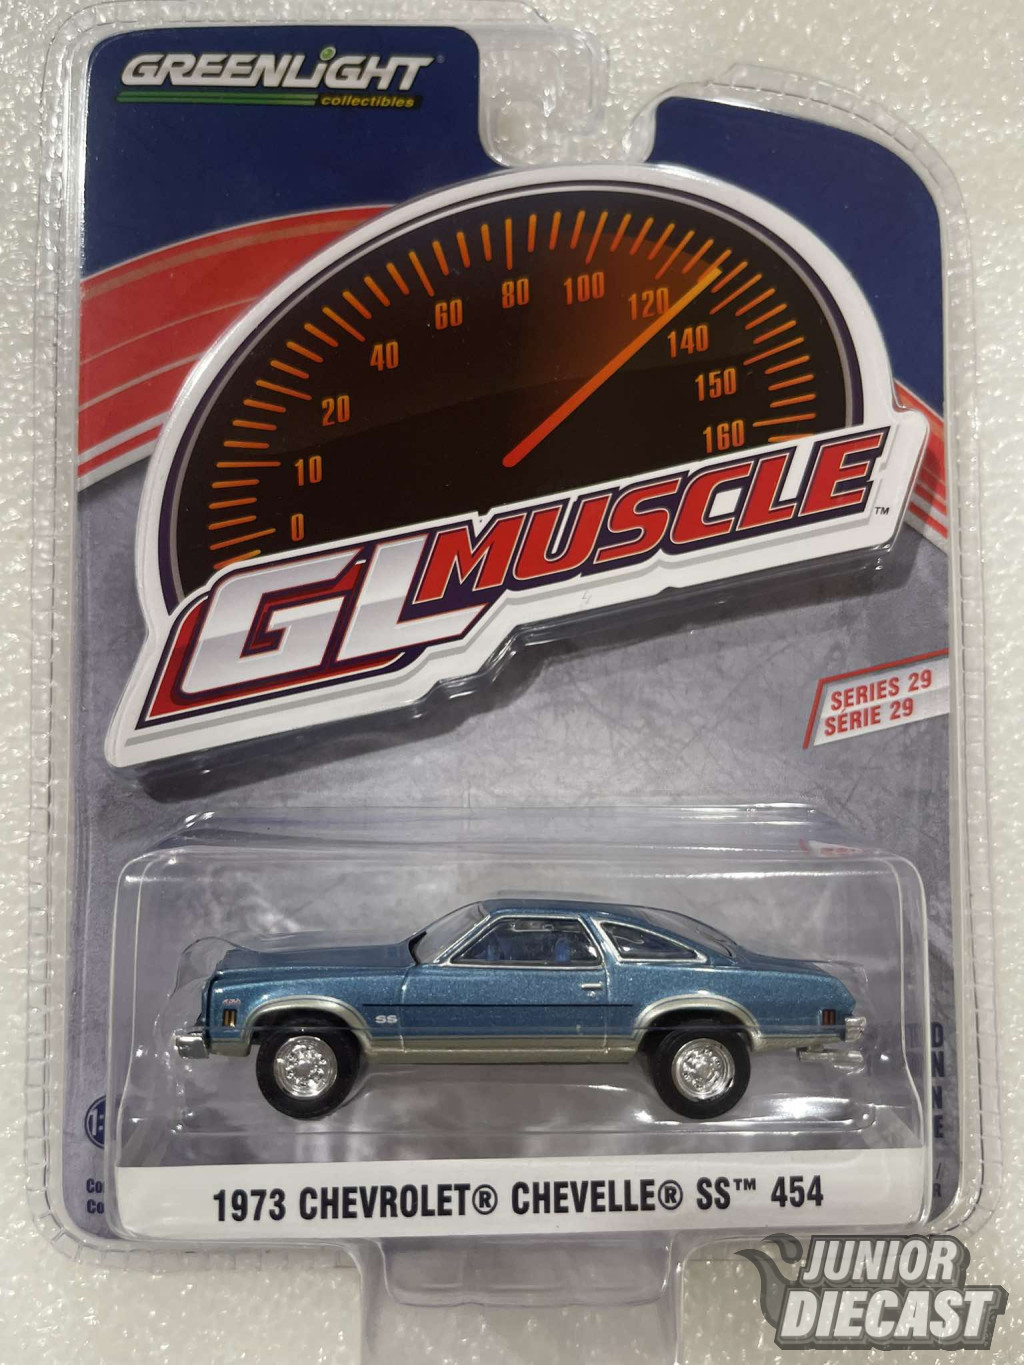 GREENLiGHT®
collectibles
0
10
20
40
60
80
100
120
140
150
160
GL MUSCLE™
SERIES 29
SÉRIE 29
SS
1973 CHEVROLET® CHEVELLE® SS™ 454
JUNIOR
DIECAST